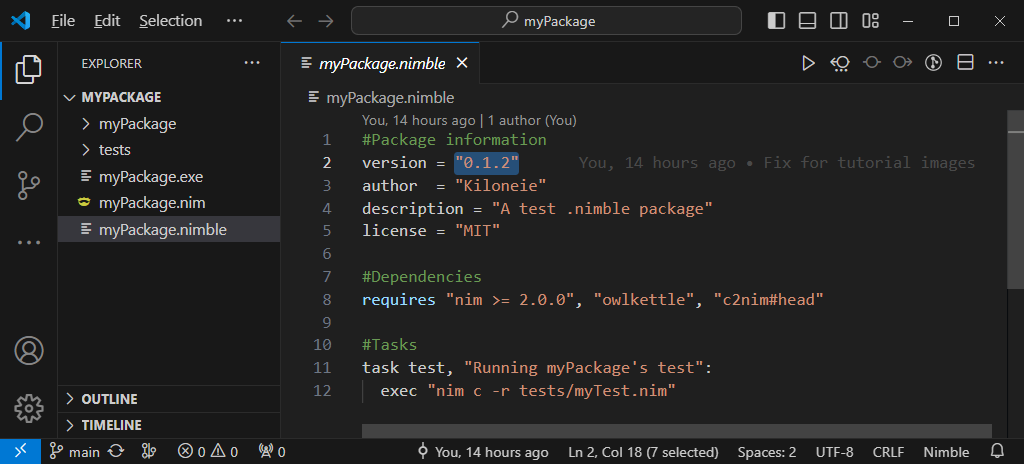 File Edit Selection ··· myPackage
EXPLORER ···
MYPACKAGE
myPackage
tests
myPackage.exe
myPackage.nim
myPackage.nimble
OUTLINE
TIMELINE
myPackage.nimble
myPackage.nimble
You, 14 hours ago | 1 author (You)
1 #Package information
2 version = "0.1.2" You, 14 hours ago • Fix for tutorial images
3 author  = "Kiloneie"
4 description = "A test .nimble package"
5 license = "MIT"
6
7 #Dependencies
8 requires "nim >= 2.0.0", "owlkettle", "c2nim#head"
9
10 #Tasks
11 task test, "Running myPackage's test":
12   exec "nim c -r tests/myTest.nim"
main 0 0 0 You, 14 hours ago Ln 2, Col 18 (7 selected) Spaces: 2 UTF-8 CRLF Nimble